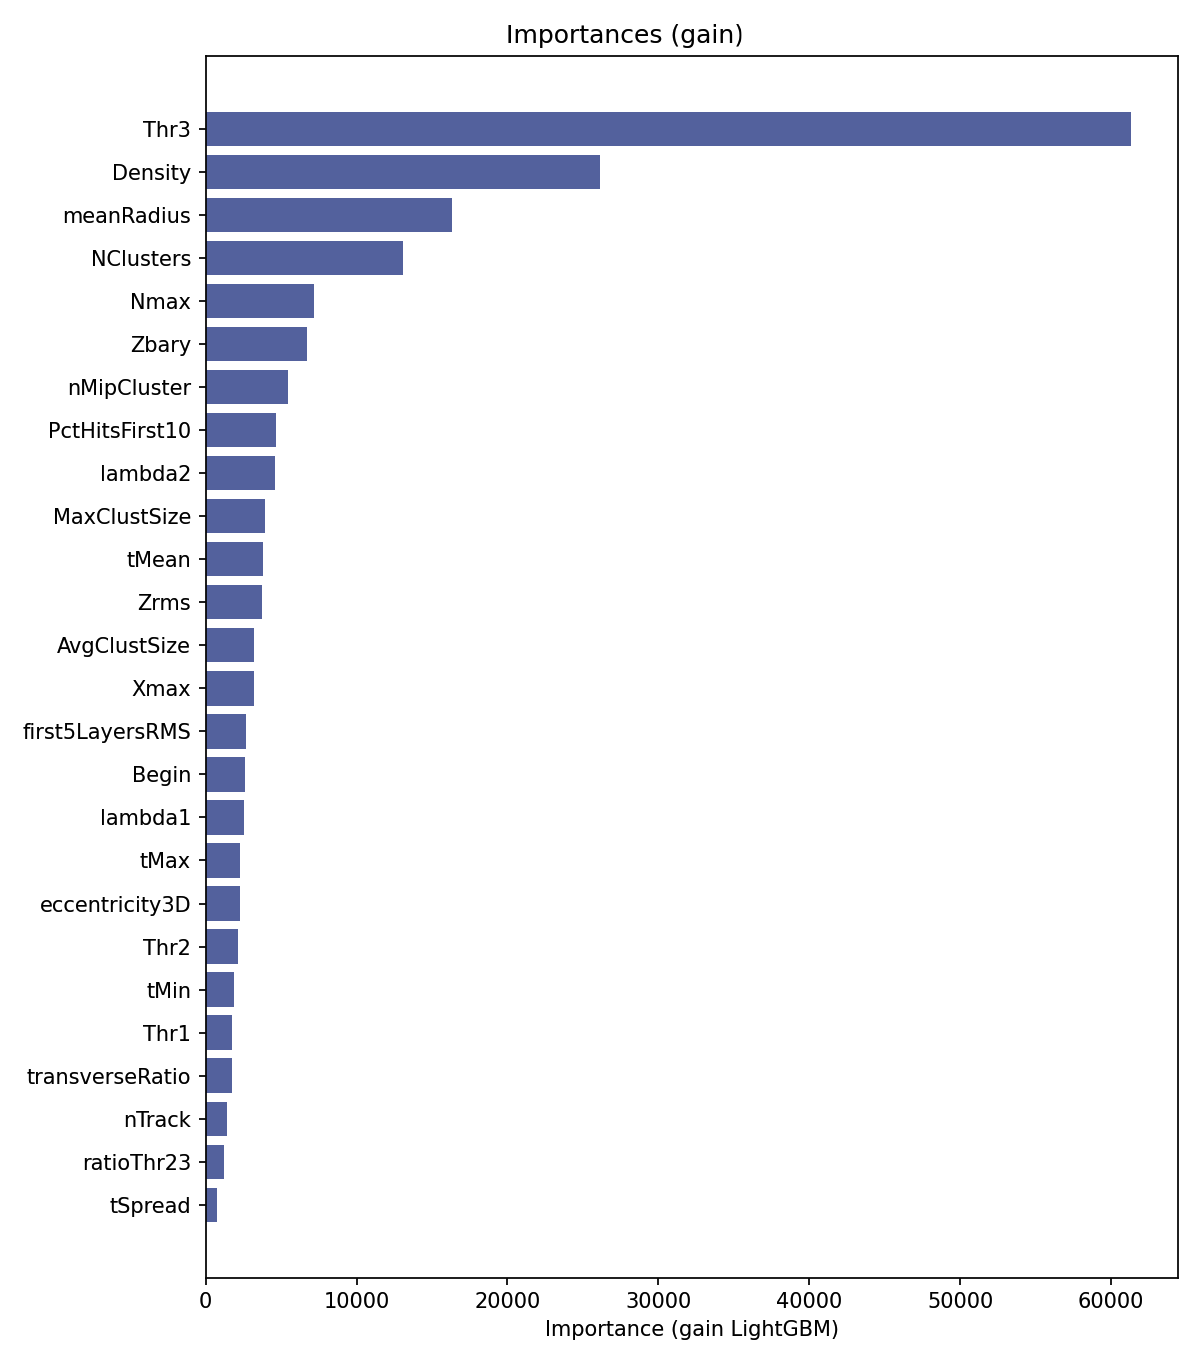 Importances (gain)
Thr3
Density
meanRadius
NClusters
Nmax
Zbary
nMipCluster
PctHitsFirst10
lambda2
MaxClustSize
tMean
Zrms
AvgClustSize
Xmax
first5LayersRMS
Begin
lambda1
tMax
eccentricity3D
Thr2
tMin
Thr1
transverseRatio
nTrack
ratioThr23
tSpread
0 10000 20000 30000 40000 50000 60000
Importance (gain LightGBM)